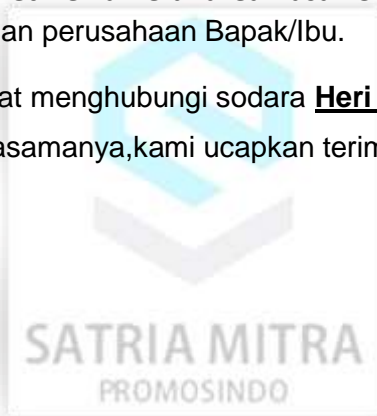 an perusahaan Bapak/Ibu.
at menghubungi sodara Heri
asamanya,kami ucapkan terim
SATRIA MITRA
PROMOSINDO